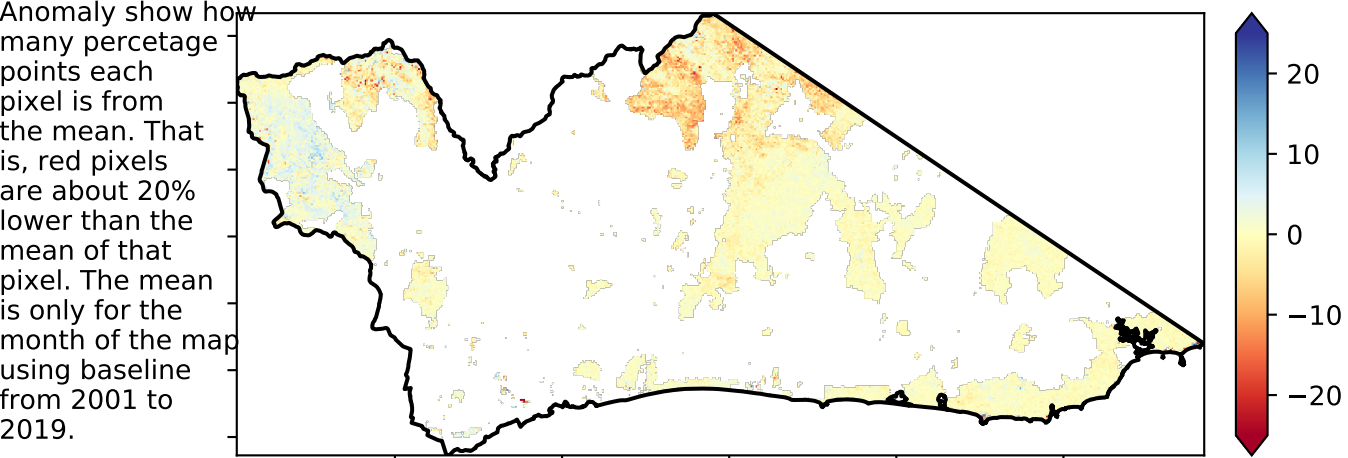 Anomaly show how
many percetage
points each
pixel is from
the mean. That
is, red pixels
are about 20%
lower than the
mean of that
pixel. The mean
is only for the
month of the map
using baseline
from 2001 to
2019.
20
10
0
−10
−20